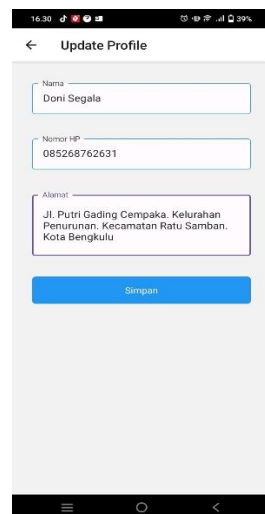 16.30
39%
Update Profile
Nama
Doni Segala
Nomor HP
085268762631
Alamat
Jl. Putri Gading Cempaka. Kelurahan
Penurunan. Kecamatan Ratu Samban.
Kota Bengkulu
Simpan